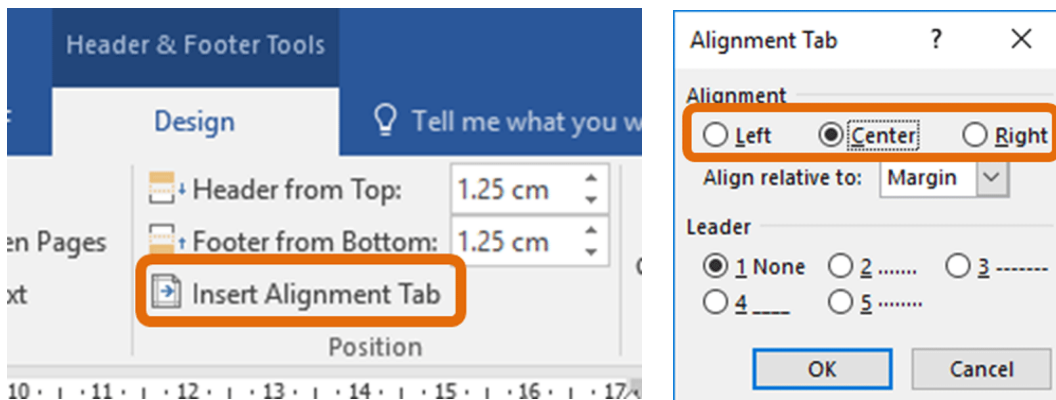 Header & Footer Tools
Design
Tell me what you w
Header from Top: 1.25 cm
en Pages
Footer from Bottom: 1.25 cm
xt
Insert Alignment Tab
Position
10 · ı · 11 · ı · 12 · ı · 13 · ı · 14 · ı · 15 · ı · 16 · ı · 17
Alignment Tab ? X
Alignment
Left Center Right
Align relative to: Margin
Leader
1 None 2 ....... 3 -------
4 ____ 5 ········
OK Cancel